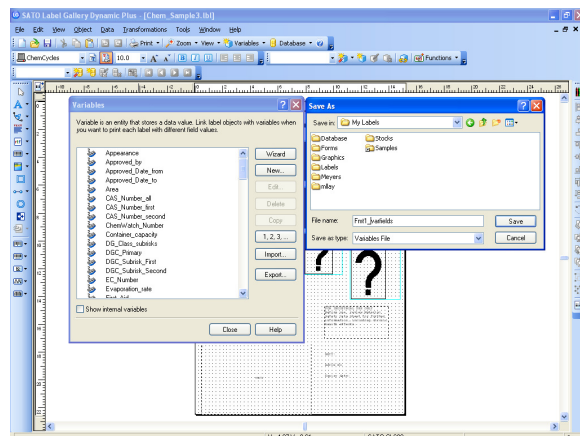 SATO Label Gallery Dynamic Plus - [Chem_Sample3.lbl]
File Edit View Object Data Transformations Tools Window Help
Print Zoom View Variables Database
ChemCycles 10.0 Functions
Variables
Variable is an entity that stores a data value. Link label objects with variables when
you want to print each label with different field values.
Appearance
Approved_by
Approved_Date_from
Approved_Date_to
Area
CAS_Number_all
CAS_Number_first
CAS_Number_second
ChemWatch_Number
Container_capacity
DG_Class_subrisks
DGC_Primary
DGC_Subrisk_First
DGC_Subrisk_Second
EC_Number
Evaporation_rate
First_Aid
Wizard
New...
Edit...
Delete
Copy
1, 2, 3, ...
Import...
Export...
Show internal variables
Close Help
Save As
Save in: My Labels
Database
Forms
Graphics
Labels
Meyers
mllay
Stocks
Samples
File name: Fmt1_varfields Save
Save as type: Variables File Cancel
? ?